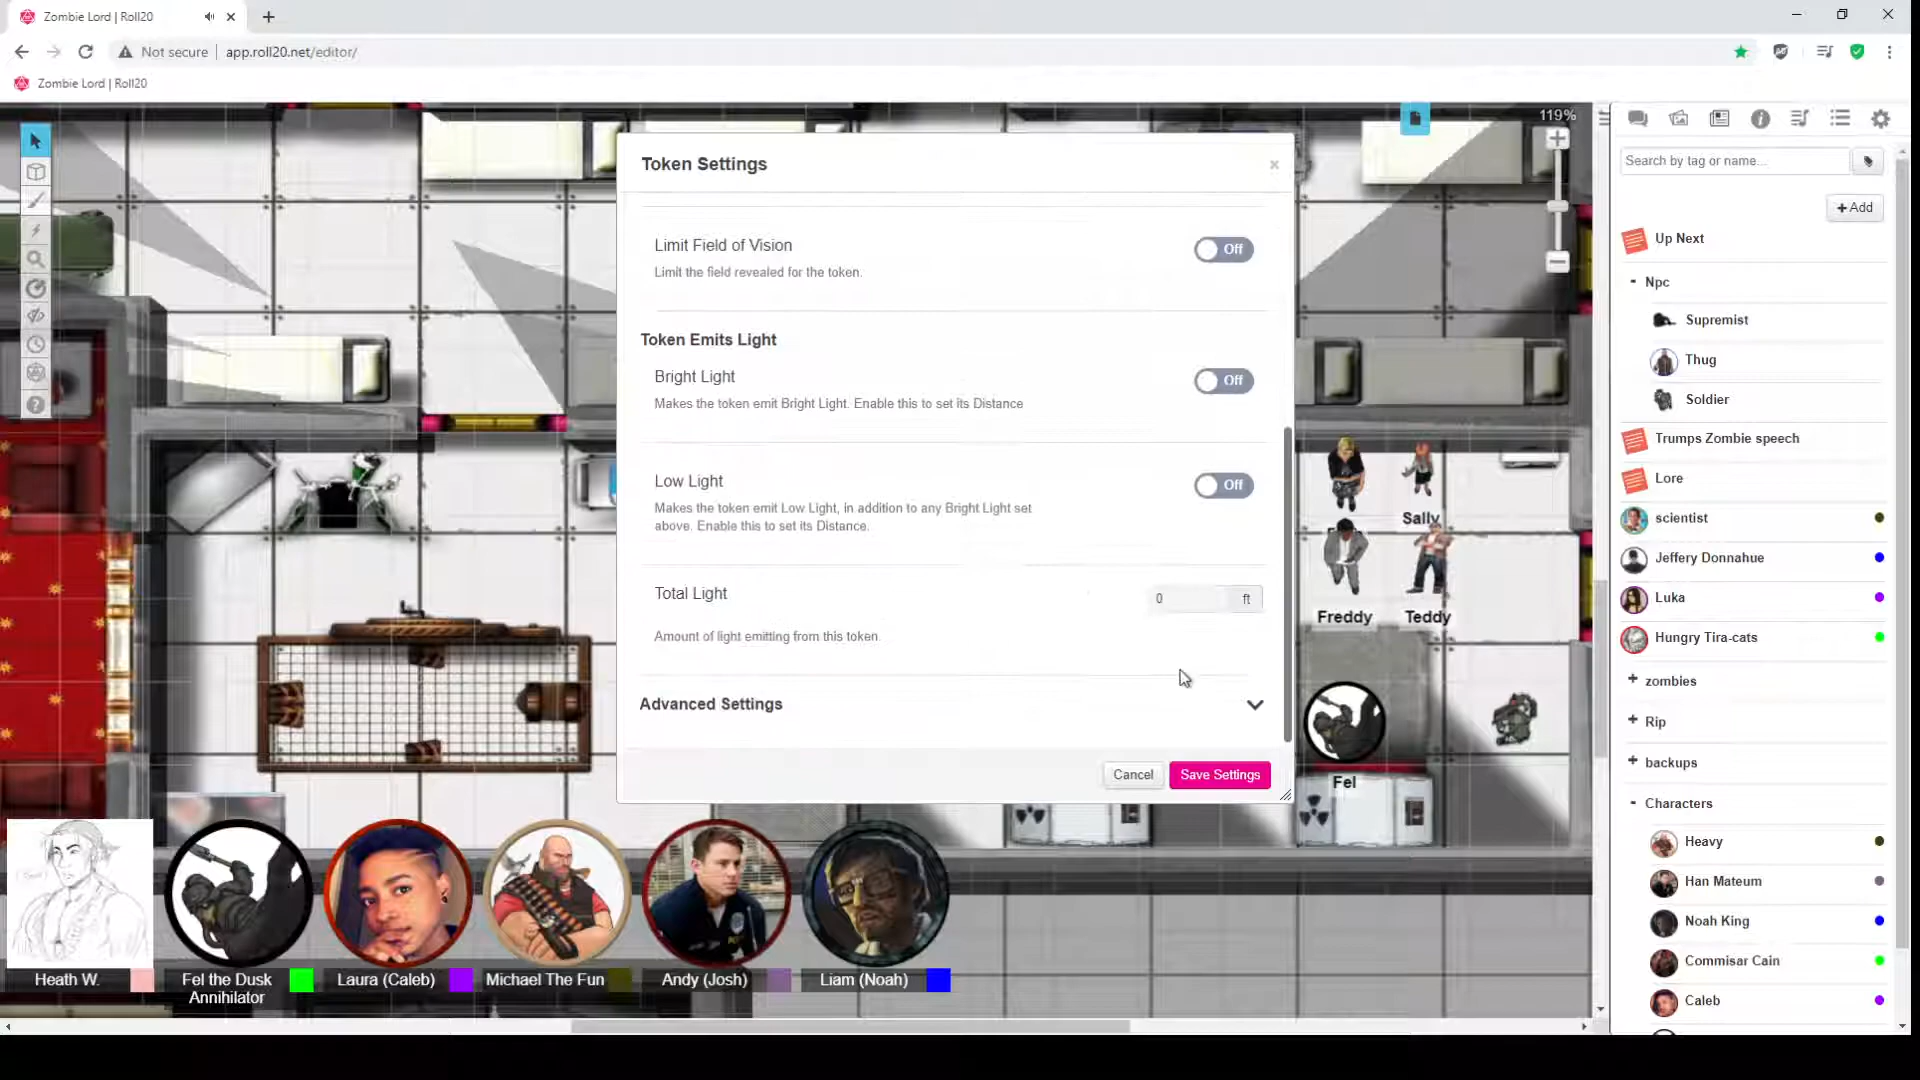 Zombie Lord | Roll20
Not secure
app.roll20.net/editor/
Zombie Lord | Roll20
119%
Token Settings
Limit Field of Vision
Off
Limit the field revealed for the token.
Token Emits Light
Bright Light
Off
Makes the token emit Bright Light. Enable this to set its Distance
Low Light
Off
Makes the token emit Low Light, in addition to any Bright Light set
above. Enable this to set its Distance.
Total Light
0 ft
Amount of light emitting from this token.
Advanced Settings
Cancel
Save Settings
Sally
Freddy
Teddy
Fel
Heath W.
Fel the Dusk
Annihilator
Laura (Caleb)
Michael The Fun
Andy (Josh)
Liam (Noah)
Search by tag or name...
+ Add
Up Next
- Npc
Supremist
Thug
Soldier
Trumps Zombie speech
Lore
scientist
Jeffery Donnahue
Luka
Hungry Tira-cats
+ zombies
+ Rip
+ backups
- Characters
Heavy
Han Mateum
Noah King
Commisar Cain
Caleb